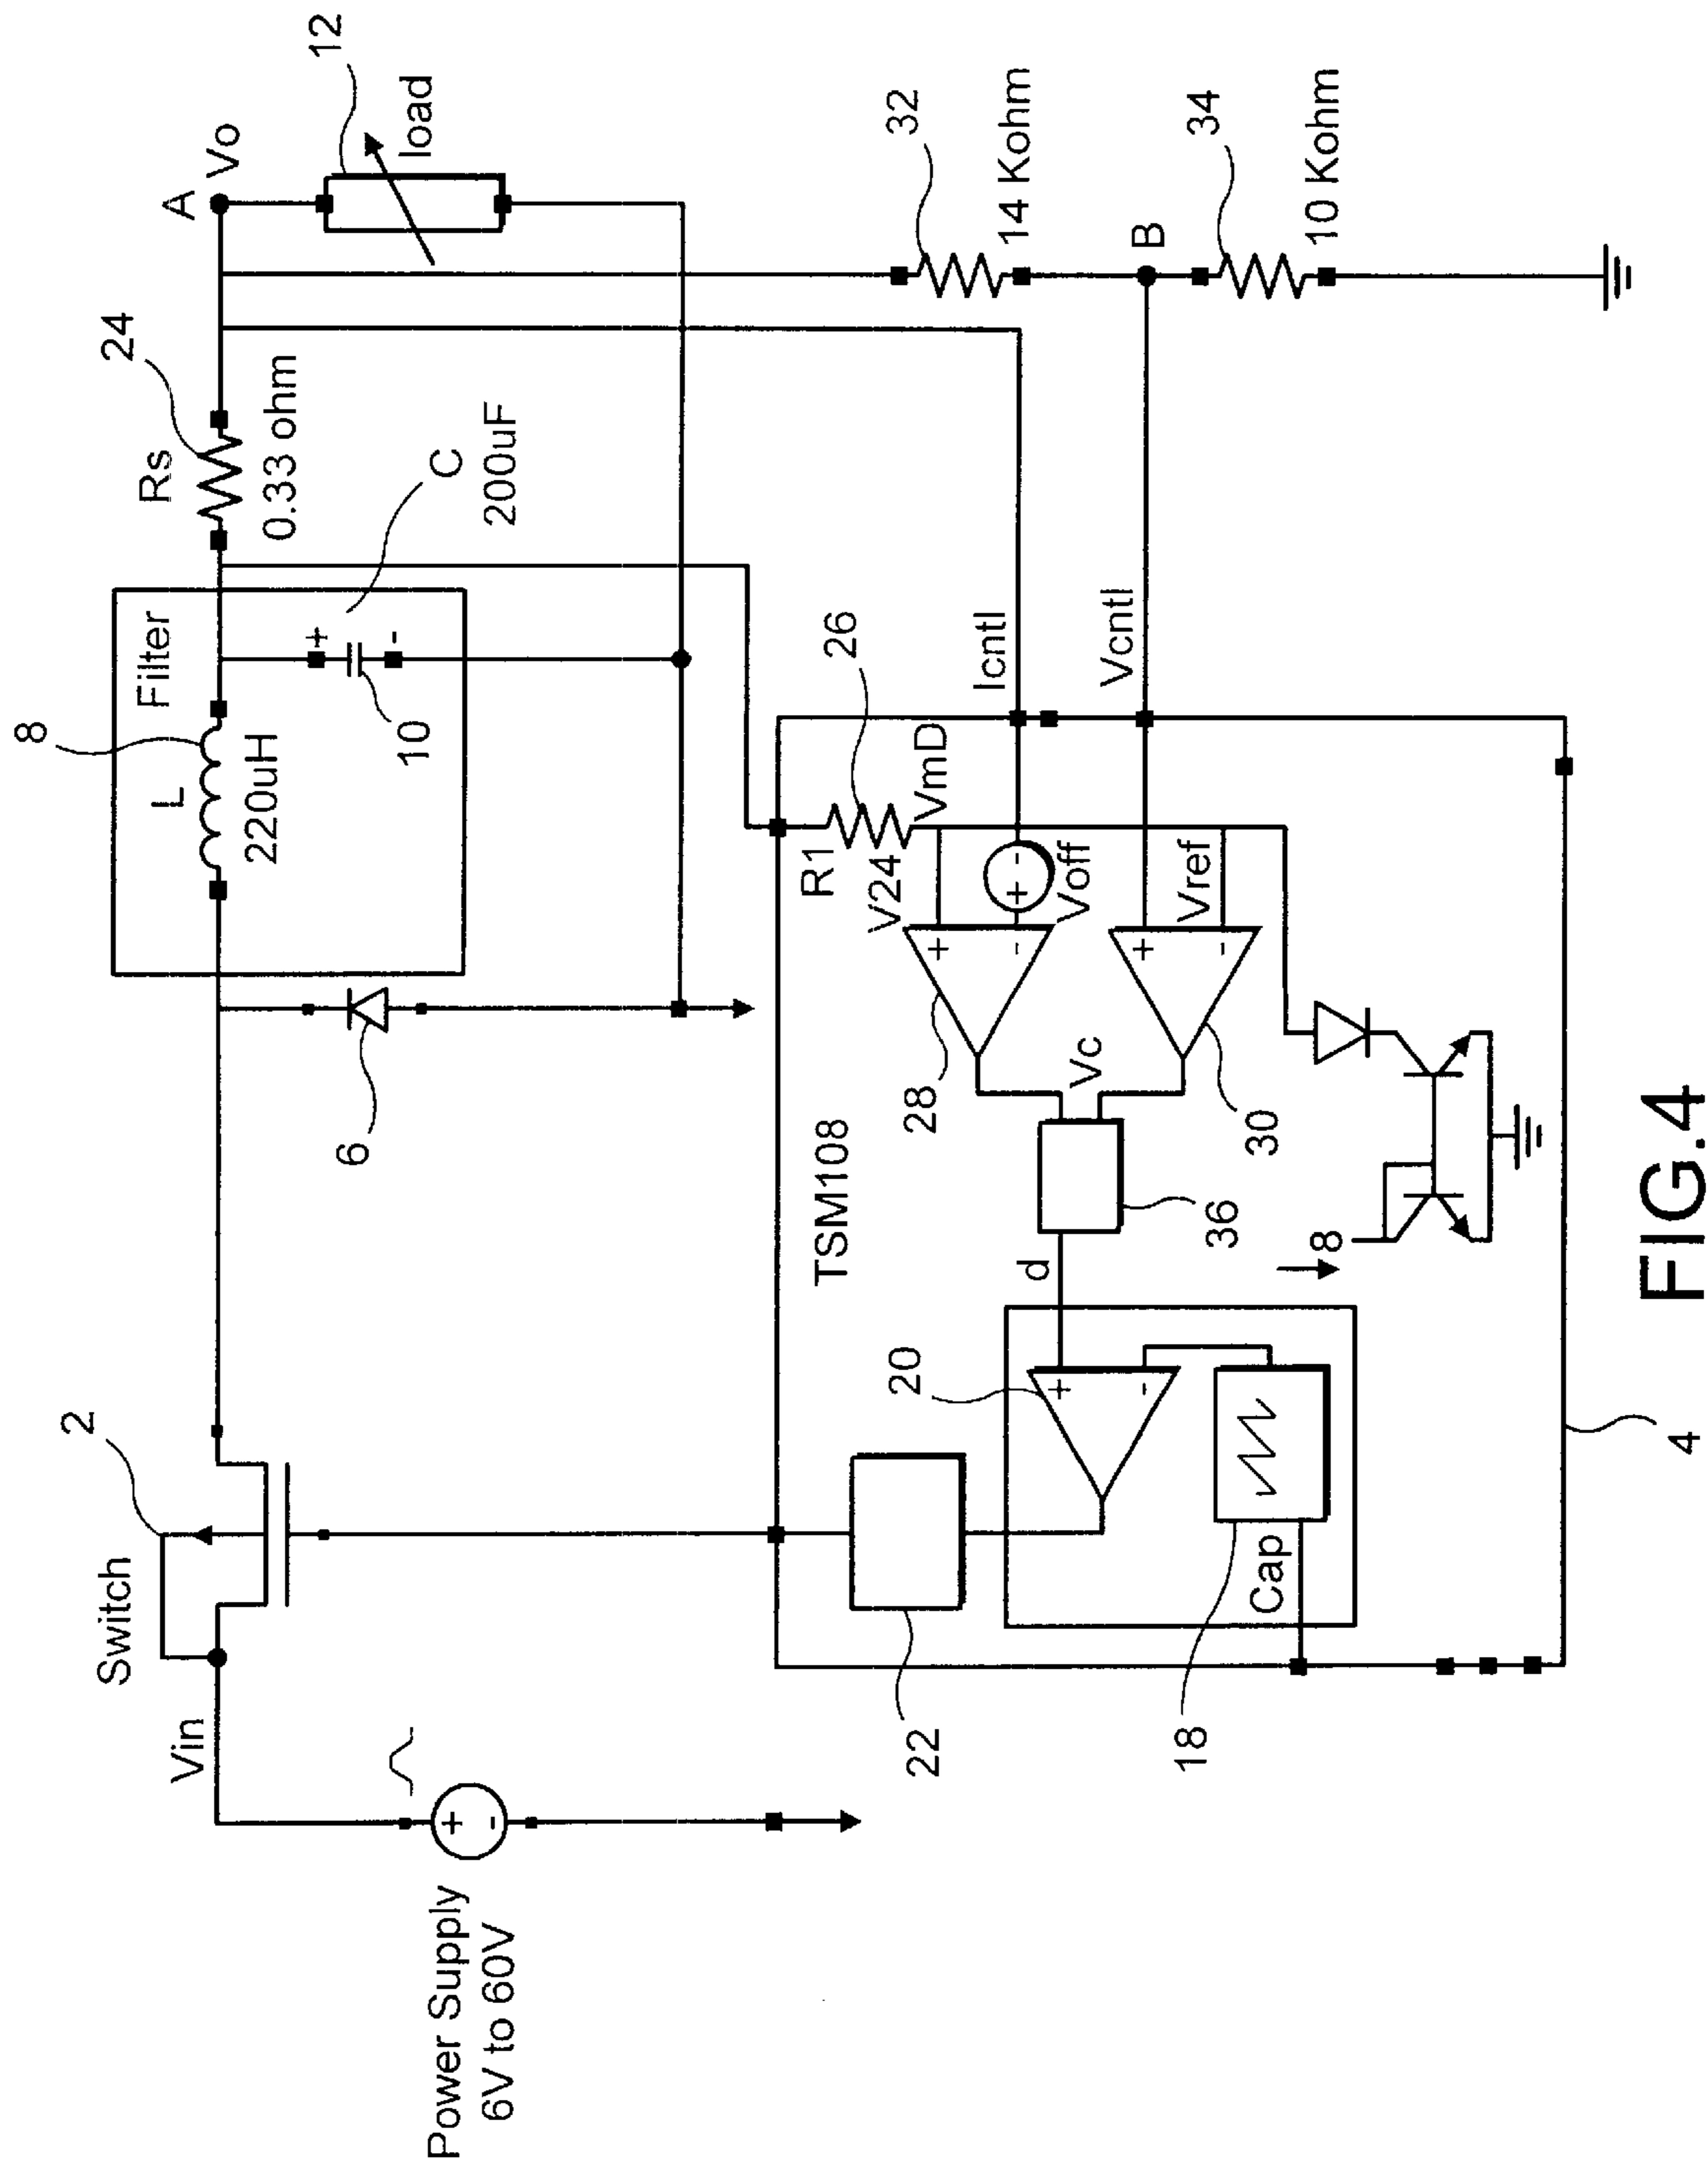 2
Switch
Vin
Power Supply
6V to 60V
+
-
6
8
L
220uH
Filter
+
-
10
C
200uF
Rs
24
0.33 ohm
A
Vo
12
load
32
14 Kohm
B
34
10 Kohm
Icntl
Vcntl
TSM108
R1
26
V24
VmD
+
-
+
-
Voff
28
Vc
+
-
Vref
30
36
d
20
+
-
22
Cap
18
8
4
FIG.4